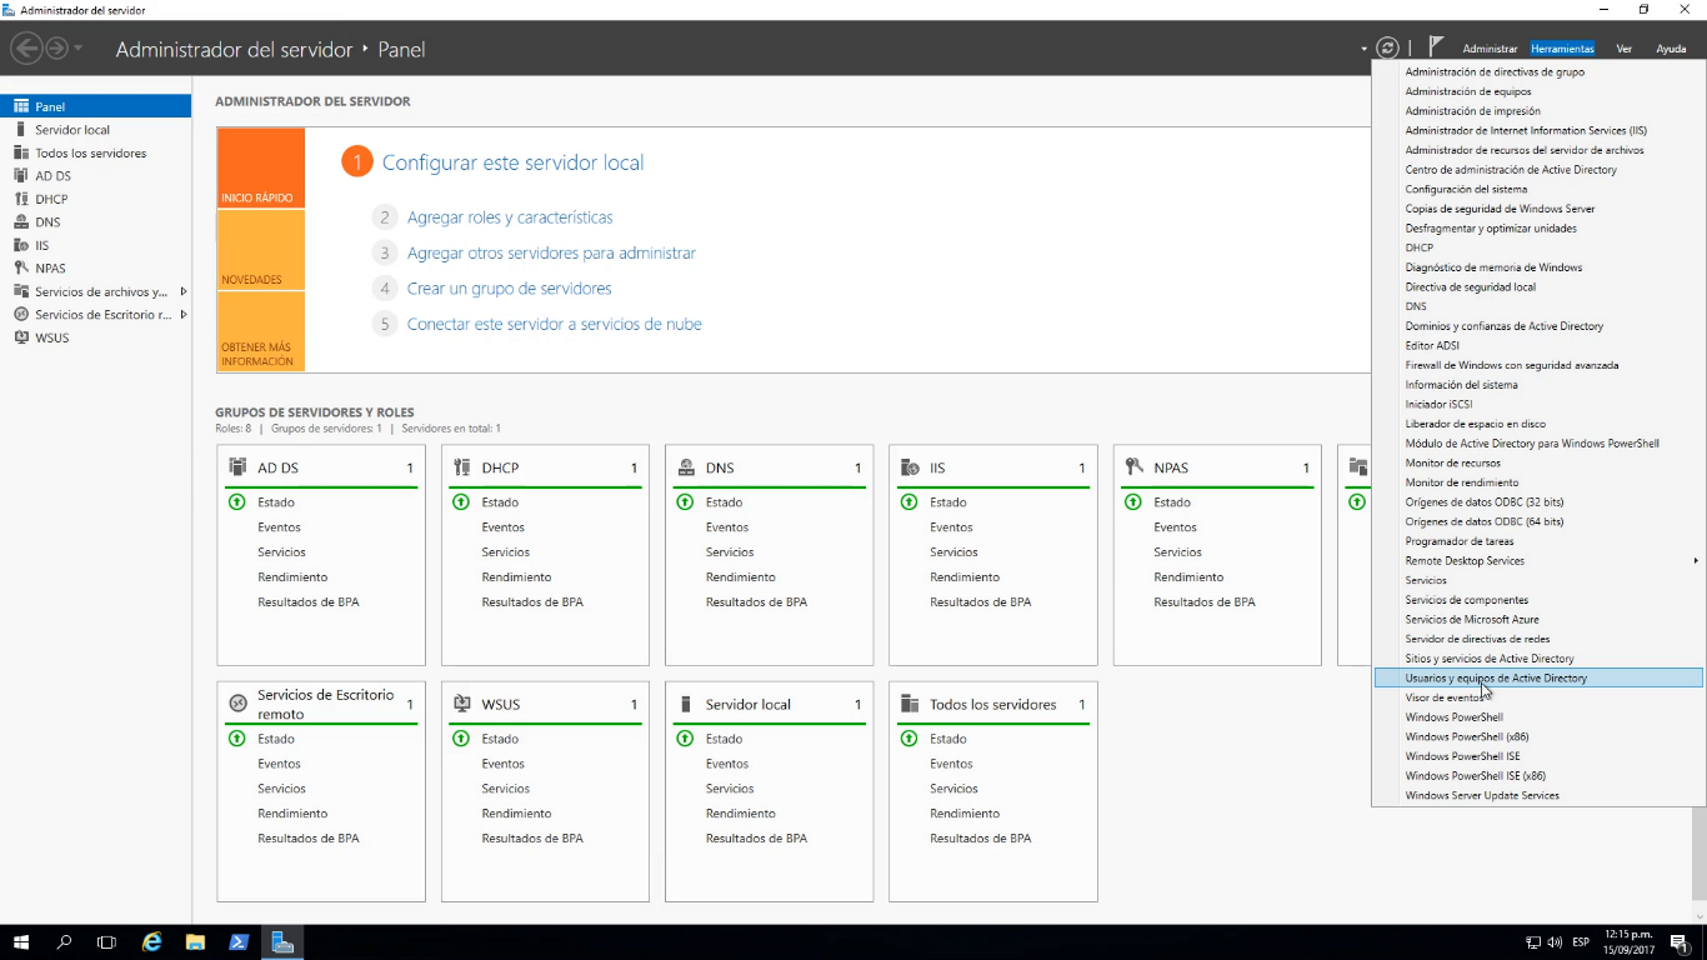 Administrador del servidor
Administrador del servidor ‣ Panel
Administrar
Herramientas
Ver
Ayuda
Panel
Servidor local
Todos los servidores
AD DS
DHCP
DNS
IIS
NPAS
Servicios de archivos y...
Servicios de Escritorio r...
WSUS
ADMINISTRADOR DEL SERVIDOR
INICIO RÁPIDO
NOVEDADES
OBTENER MÁS
INFORMACIÓN
1 Configurar este servidor local
2 Agregar roles y características
3 Agregar otros servidores para administrar
4 Crear un grupo de servidores
5 Conectar este servidor a servicios de nube
GRUPOS DE SERVIDORES Y ROLES
Roles: 8 | Grupos de servidores: 1 | Servidores en total: 1
AD DS 1
Estado
Eventos
Servicios
Rendimiento
Resultados de BPA
DHCP 1
Estado
Eventos
Servicios
Rendimiento
Resultados de BPA
DNS 1
Estado
Eventos
Servicios
Rendimiento
Resultados de BPA
IIS 1
Estado
Eventos
Servicios
Rendimiento
Resultados de BPA
NPAS 1
Estado
Eventos
Servicios
Rendimiento
Resultados de BPA
Servicios de Escritorio
remoto 1
Estado
Eventos
Servicios
Rendimiento
Resultados de BPA
WSUS 1
Estado
Eventos
Servicios
Rendimiento
Resultados de BPA
Servidor local 1
Estado
Eventos
Servicios
Rendimiento
Resultados de BPA
Todos los servidores 1
Estado
Eventos
Servicios
Rendimiento
Resultados de BPA
Administración de directivas de grupo
Administración de equipos
Administración de impresión
Administrador de Internet Information Services (IIS)
Administrador de recursos del servidor de archivos
Centro de administración de Active Directory
Configuración del sistema
Copias de seguridad de Windows Server
Desfragmentar y optimizar unidades
DHCP
Diagnóstico de memoria de Windows
Directiva de seguridad local
DNS
Dominios y confianzas de Active Directory
Editor ADSI
Firewall de Windows con seguridad avanzada
Información del sistema
Iniciador iSCSI
Liberador de espacio en disco
Módulo de Active Directory para Windows PowerShell
Monitor de recursos
Monitor de rendimiento
Orígenes de datos ODBC (32 bits)
Orígenes de datos ODBC (64 bits)
Programador de tareas
Remote Desktop Services
Servicios
Servicios de componentes
Servicios de Microsoft Azure
Servidor de directivas de redes
Sitios y servicios de Active Directory
Usuarios y equipos de Active Directory
Visor de eventos
Windows PowerShell
Windows PowerShell (x86)
Windows PowerShell ISE
Windows PowerShell ISE (x86)
Windows Server Update Services
ESP
12:15 p.m.
15/09/2017
1